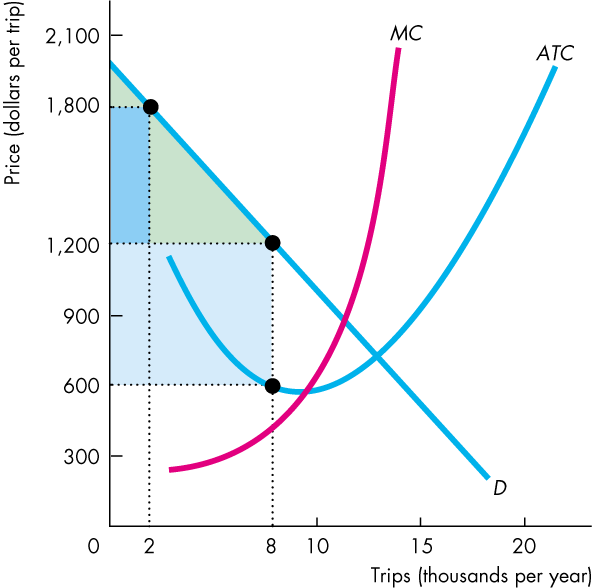 Price (dollars per trip)
2,100
1,800
1,200
900
600
300
MC
ATC
D
0
2
8
10
15
20
Trips (thousands per year)